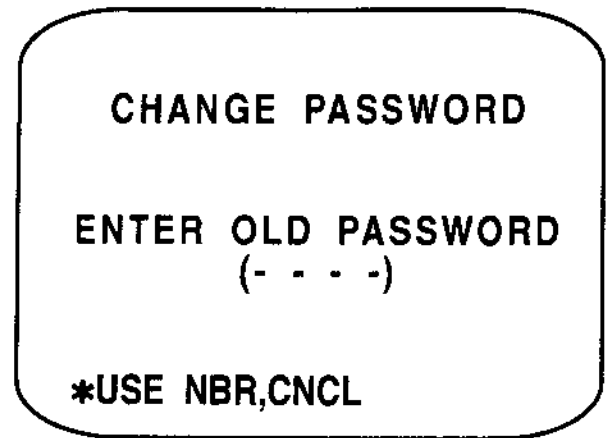 CHANGE PASSWORD
ENTER OLD PASSWORD
(- - - -)
*USE NBR,CNCL